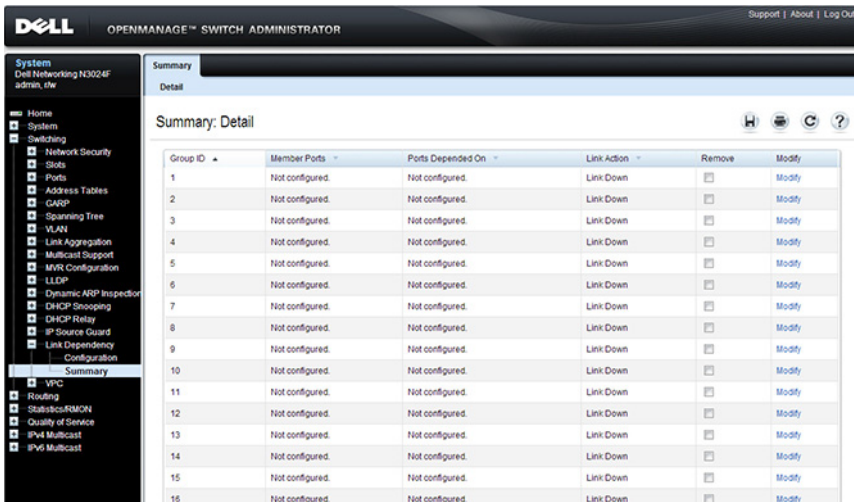 Support | About | Log Out
DELL OPENMANAGE™ SWITCH ADMINISTRATOR
System
Dell Networking N3024F
admin, r/w
Home
System
Switching
Network Security
Slots
Ports
Address Tables
GARP
Spanning Tree
VLAN
Link Aggregation
Multicast Support
MVR Configuration
LLDP
Dynamic ARP Inspection
DHCP Snooping
DHCP Relay
IP Source Guard
Link Dependency
Configuration
Summary
VPC
Routing
Statistics/RMON
Quality of Service
IPv4 Multicast
IPv6 Multicast
Summary
Detail
Summary: Detail
Group ID Member Ports Ports Depended On Link Action Remove Modify
1 Not configured. Not configured. Link Down Modify
2 Not configured. Not configured. Link Down Modify
3 Not configured. Not configured. Link Down Modify
4 Not configured. Not configured. Link Down Modify
5 Not configured. Not configured. Link Down Modify
6 Not configured. Not configured. Link Down Modify
7 Not configured. Not configured. Link Down Modify
8 Not configured. Not configured. Link Down Modify
9 Not configured. Not configured. Link Down Modify
10 Not configured. Not configured. Link Down Modify
11 Not configured. Not configured. Link Down Modify
12 Not configured. Not configured. Link Down Modify
13 Not configured. Not configured. Link Down Modify
14 Not configured. Not configured. Link Down Modify
15 Not configured. Not configured. Link Down Modify
16 Not configured. Not configured. Link Down Modify